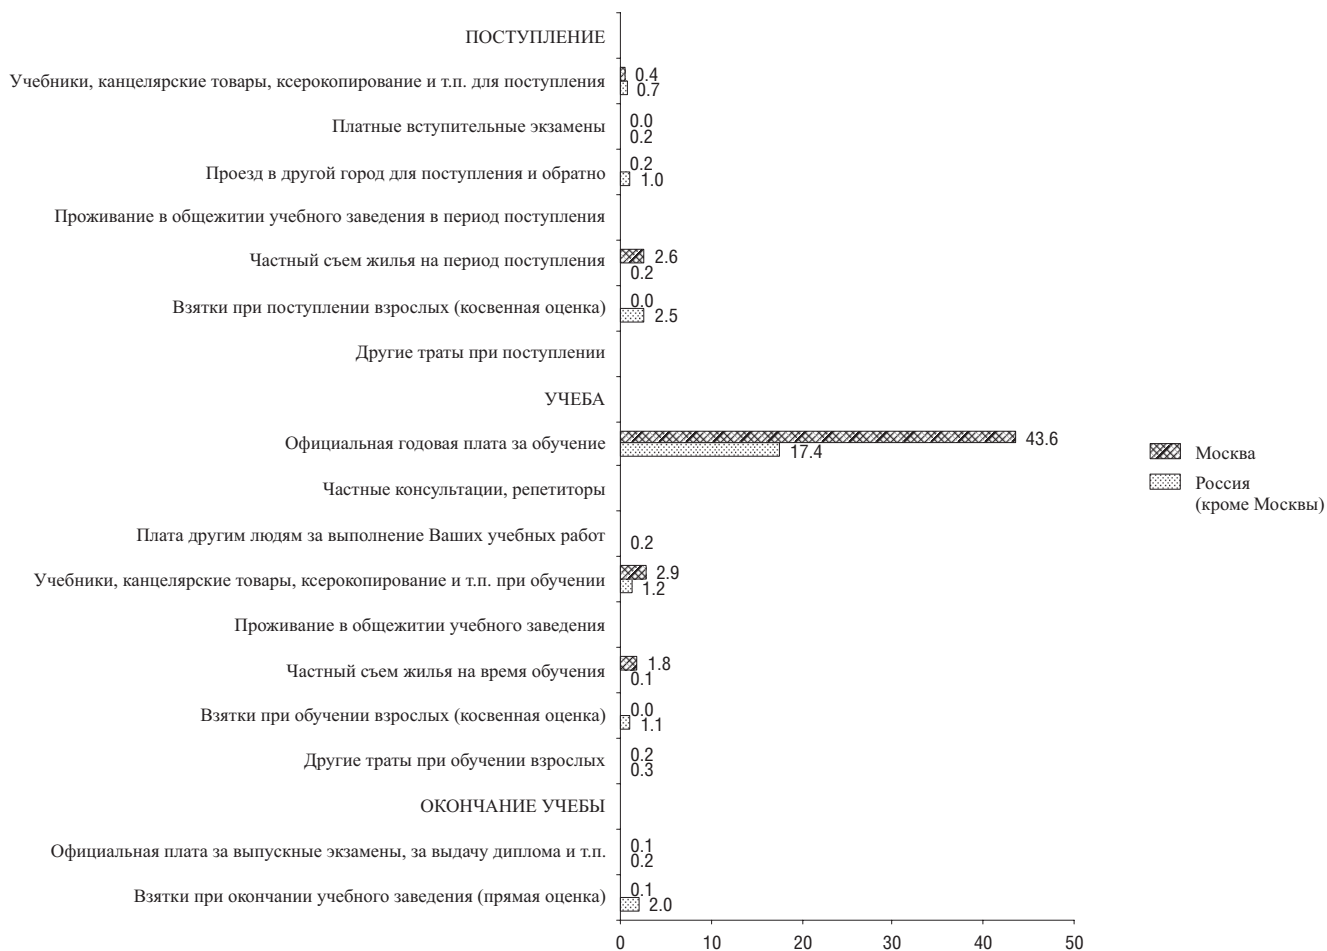 ПОСТУПЛЕНИЕ
Учебники, канцелярские товары, ксерокопирование и т.п. для поступления
0.4
0.7
Платные вступительные экзамены
0.0
0.2
Проезд в другой город для поступления и обратно
0.2
1.0
Проживание в общежитии учебного заведения в период поступления
Частный съем жилья на период поступления
2.6
0.2
Взятки при поступлении взрослых (косвенная оценка)
0.0
2.5
Другие траты при поступлении
УЧЕБА
Официальная годовая плата за обучение
43.6
17.4
Частные консультации, репетиторы
Плата другим людям за выполнение Ваших учебных работ
0.2
Учебники, канцелярские товары, ксерокопирование и т.п. при обучении
2.9
1.2
Проживание в общежитии учебного заведения
Частный съем жилья на время обучения
1.8
0.1
Взятки при обучении взрослых (косвенная оценка)
0.0
1.1
Другие траты при обучении взрослых
0.2
0.3
ОКОНЧАНИЕ УЧЕБЫ
Официальная плата за выпускные экзамены, за выдачу диплома и т.п.
0.1
0.2
Взятки при окончании учебного заведения (прямая оценка)
0.1
2.0
0 10 20 30 40 50
Москва
Россия
(кроме Москвы)